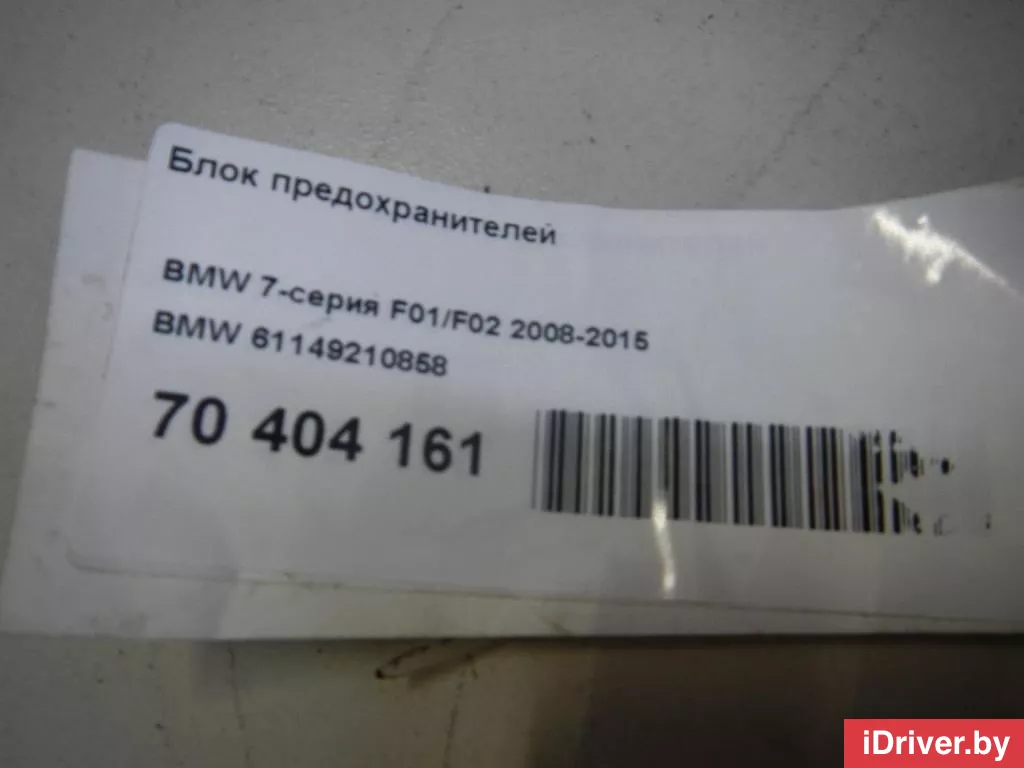 Блок предохранителей
BMW 7-серия F01/F02 2008-2015
BMW 61149210858
70 404 161
iDriver.by